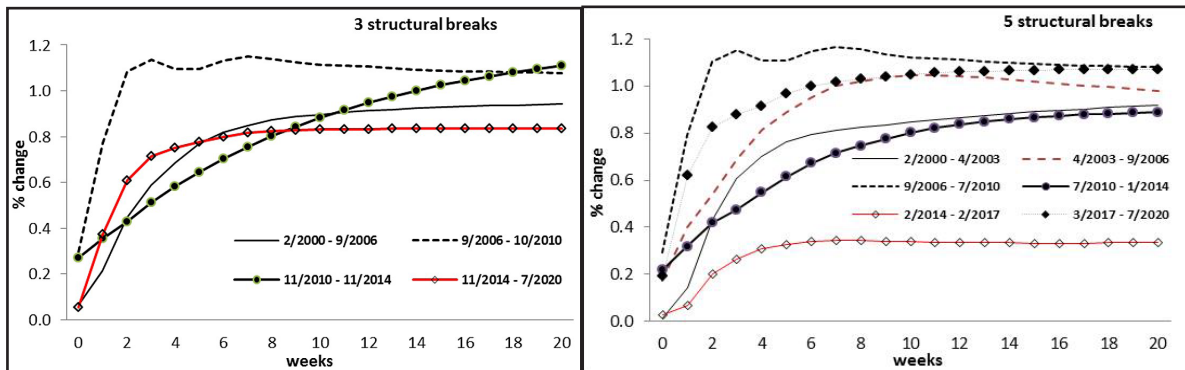 3 structural breaks
1.2
1.0
0.8
0.6
0.4
0.2
0.0
% change
2/2000 - 9/2006
9/2006 - 10/2010
11/2010 - 11/2014
11/2014 - 7/2020
0 2 4 6 8 10 12 14 16 18 20
weeks
5 structural breaks
1.2
1.0
0.8
0.6
0.4
0.2
0.0
% change
2/2000 - 4/2003
4/2003 - 9/2006
9/2006 - 7/2010
7/2010 - 1/2014
2/2014 - 2/2017
3/2017 - 7/2020
0 2 4 6 8 10 12 14 16 18 20
weeks